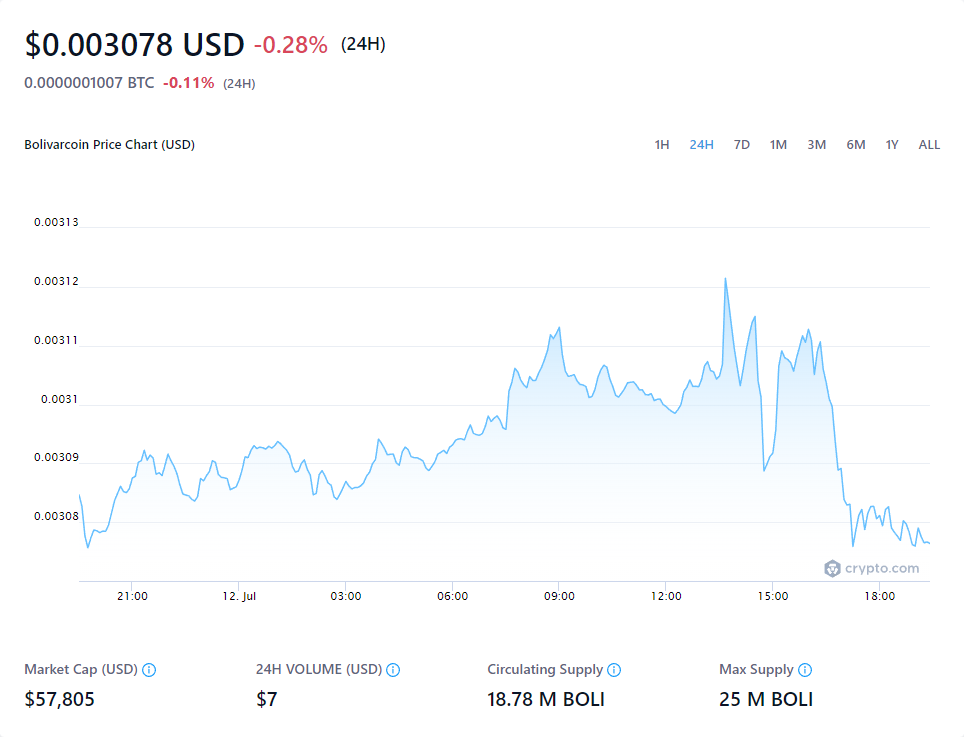 $0.003078 USD -0.28% (24H)
0.0000001007 BTC -0.11% (24H)
Bolivarcoin Price Chart (USD) 1H 24H 7D 1M 3M 6M 1Y ALL
0.00313
0.00312
0.00311
0.0031
0.00309
0.00308
crypto.com
21:00 12. Jul 03:00 06:00 09:00 12:00 15:00 18:00
Market Cap (USD) 24H VOLUME (USD) Circulating Supply Max Supply
$57,805 $7 18.78 M BOLI 25 M BOLI